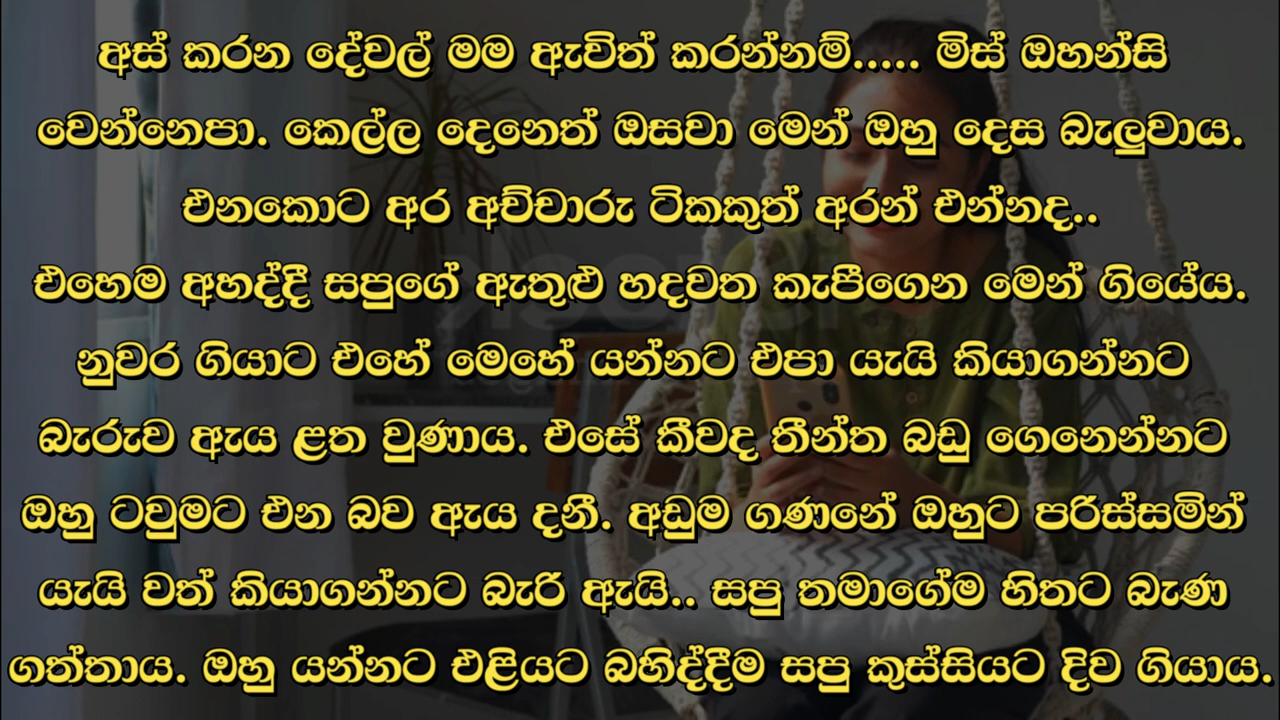 අස් කරන දේවල් මම ඇවිත් කරන්නම්..... මිස් ඔහන්සි
වෙන්නෙපා. කෙල්ල දෙනෙත් ඔසවා මෙන් ඔහු දෙස බැලුවාය.
එනකොට අර අච්චාරු ටිකකුත් අරන් එන්නද..
එහෙම අහද්දී සපුගේ ඇතුළු හදවත කැපීගෙන මෙන් ගියේය.
නුවර ගියාට එහේ මෙහේ යන්නට එපා යැයි කියාගන්නට
බැරුව ඇය ළත වුණාය. එසේ කීවද තීන්ත බඩු ගෙනෙන්නට
ඔහු ටවුමට එන බව ඇය දනී. අඩුම ගණනේ ඔහුට පරිස්සමින්
යැයි වත් කියාගන්නට බැරි ඇයි.. සපු තමාගේම හිතට බැණ
ගත්තාය. ඔහු යන්නට එළියට බහිද්දීම සපු කුස්සියට දිව ගියාය.